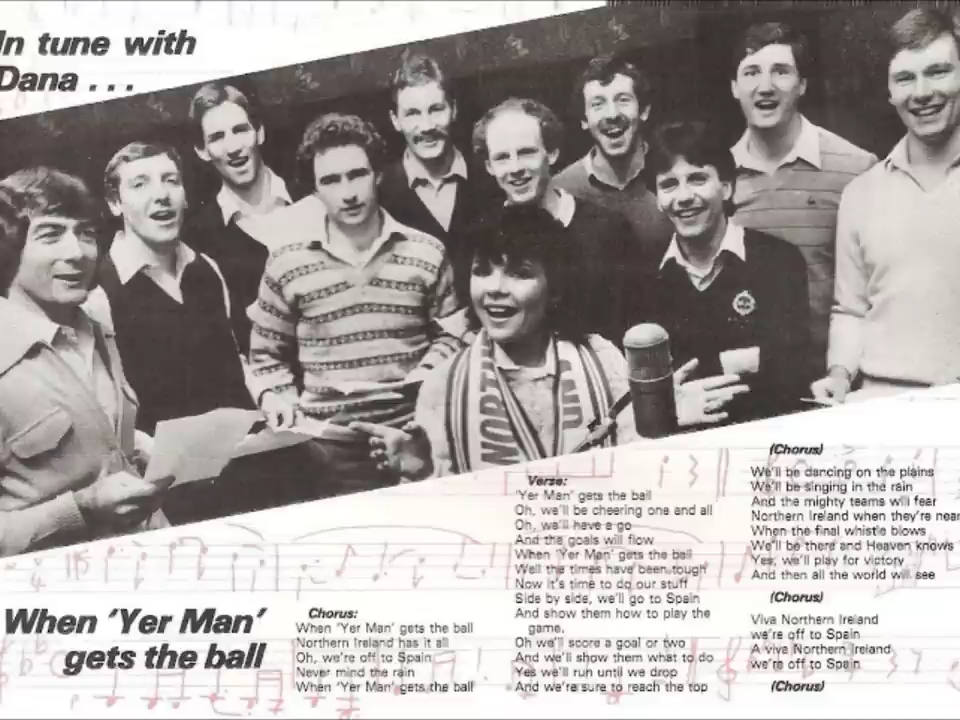 In tune with
Dana . . .
NORTH
When 'Yer Man'
gets the ball
Chorus:
When 'Yer Man' gets the ball
Northern Ireland has it all
Oh, we're off to Spain
Never mind the rain
When 'Yer Man' gets the ball
Verse:
'Yer Man' gets the ball
Oh, we'll be cheering one and all
Oh, we'll have a go
And the goals will flow
When 'Yer Man' gets the ball
Well the times have been tough
Now it's time to do our stuff
Side by side, we'll go to Spain
And show them how to play the
game.
Oh we'll score a goal or two
And we'll show them what to do
Yes we'll run until we drop
And we're sure to reach the top
(Chorus)
We'll be dancing on the plains
We'll be singing in the rain
And the mighty teams will fear
Northern Ireland when they're near
When the final whistle blows
We'll be there and Heaven knows
Yes, we'll play for victory
And then all the world will see
(Chorus)
Viva Northern Ireland
we're off to Spain
A viva Northern Ireland
we're off to Spain
(Chorus)